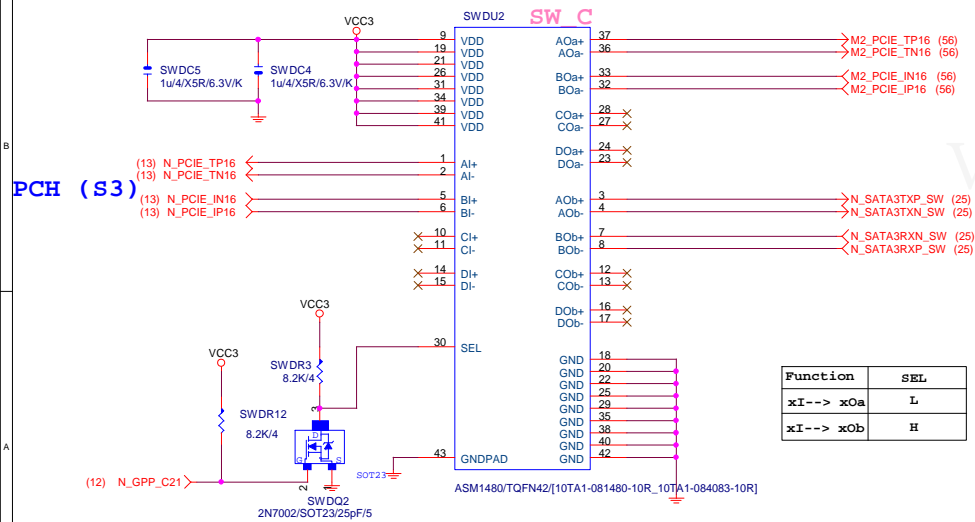 SWDU2 SW_C
VCC3
SWDC5
1u/4/X5R/6.3V/K
SWDC4
1u/4/X5R/6.3V/K
9 VDD
19 VDD
21 VDD
26 VDD
31 VDD
34 VDD
39 VDD
41 VDD
AOa+ 37 M2_PCIE_TP16 (56)
AOa- 36 M2_PCIE_TN16 (56)
BOa+ 33 M2_PCIE_IN16 (56)
BOa- 32 M2_PCIE_IP16 (56)
COa+ 28
COa- 27
DOa+ 24
DOa- 23
B
PCH (S3)
(13) N_PCIE_TP16 1 AI+
(13) N_PCIE_TN16 2 AI-
(13) N_PCIE_IN16 5 BI+
(13) N_PCIE_IP16 6 BI-
10 CI+
11 CI-
14 DI+
15 DI-
AOb+ 3 N_SATA3TXP_SW (25)
AOb- 4 N_SATA3TXN_SW (25)
BOb+ 7 N_SATA3RXN_SW (25)
BOb- 8 N_SATA3RXP_SW (25)
COb+ 12
COb- 13
DOb+ 16
DOb- 17
VCC3
30 SEL
SWDR3
8.2K/4
VCC3
SWDR12
8.2K/4
GND 18
GND 20
GND 22
GND 25
GND 29
GND 35
GND 38
GND 40
GND 42
43 GNDPAD
Function SEL
xI--> xOa L
xI--> xOb H
A
3
D
G S
2 1
SOT23
(12) N_GPP_C21
SWDQ2
2N7002/SOT23/25pF/5
ASM1480/TQFN42/[10TA1-081480-10R_10TA1-084083-10R]